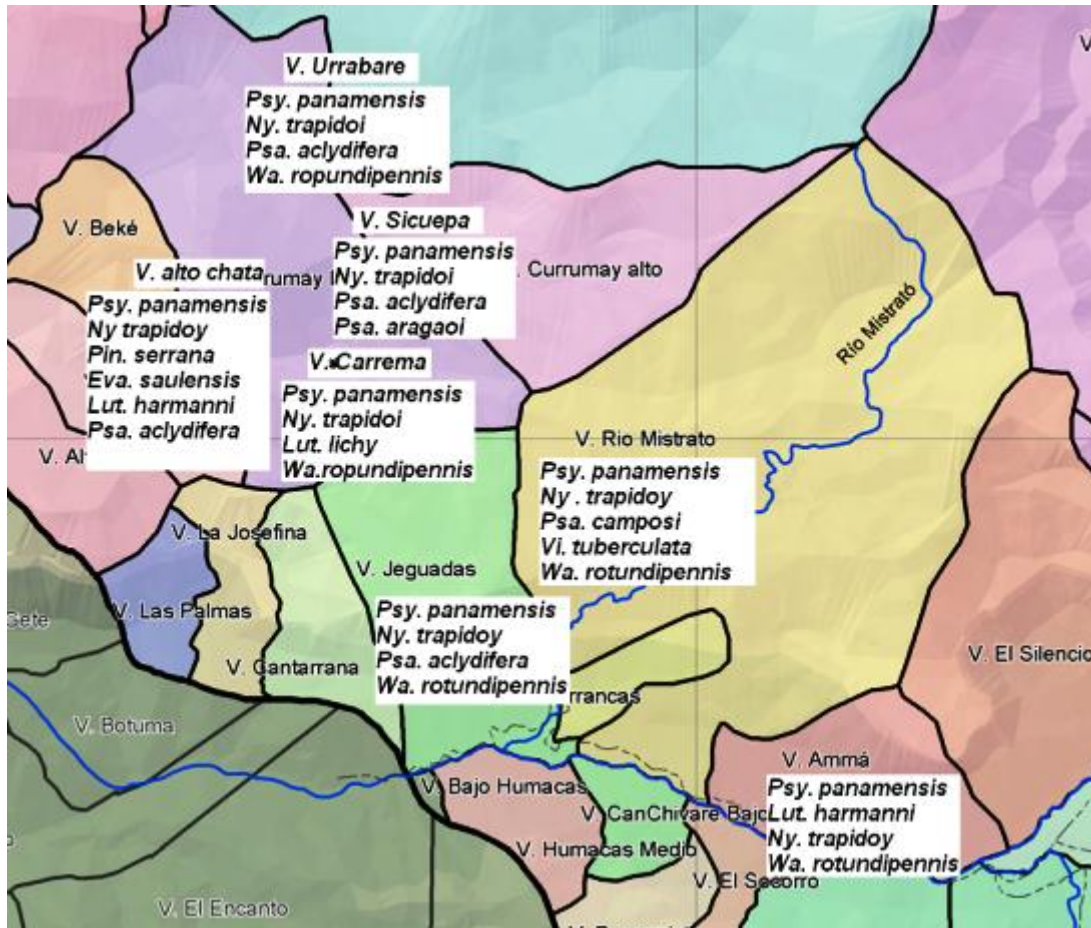 V. Urrabare
Psy. panamensis
Ny. trapidoi
Psa. aclydifera
Wa. ropundipennis
V. Sicuepa
Psy. panamensis
Ny. trapidoi
Psa. aclydifera
Psa. aragaoi
V. Beké
V. alto chata
Psy. panamensis
Ny trapidoy
Pin. serrana
Eva. saulensis
Lut. harmanni
Psa. aclydifera
Currumay alto
Río Mistrató
V. Carrema
Psy. panamensis
Ny. trapidoi
Lut. lichy
Wa.ropundipennis
V. Rio Mistrato
Psy. panamensis
Ny . trapidoy
Psa. camposi
Vi. tuberculata
Wa. rotundipennis
V. La Josefina
V. Jeguadas
Psy. panamensis
Ny. trapidoy
Psa. aclydifera
Wa. rotundipennis
V. Las Palmas
V. Cantarrana
V. El Silencio
V. Botuma
V. Ammá
Psy. panamensis
Lut. harmanni
Ny. trapidoy
Wa. rotundipennis
V. Bajo Humacas
V. CanChivare Bajo
V. Humacas Medio
V. El Socorro
V. El Encanto